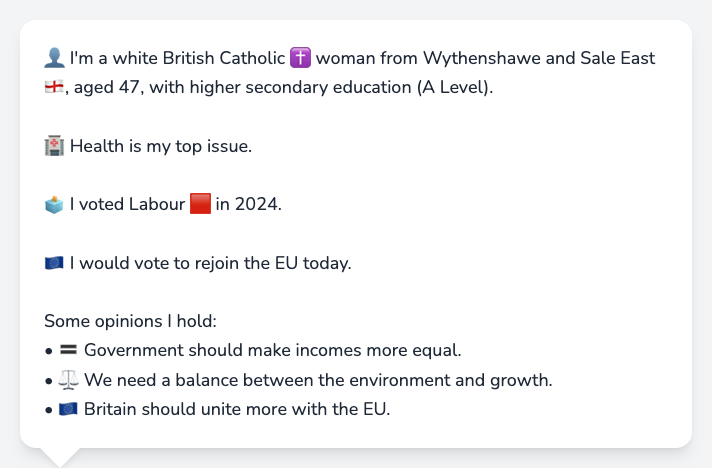 👤 I'm a white British Catholic ✝️ woman from Wythenshawe and Sale East
🏴󠁧󠁢󠁥󠁮󠁧󠁿, aged 47, with higher secondary education (A Level).
🏥 Health is my top issue.
🗳️ I voted Labour 🟥 in 2024.
🇪🇺 I would vote to rejoin the EU today.
Some opinions I hold:
• 🟰 Government should make incomes more equal.
• ⚖️ We need a balance between the environment and growth.
• 🇪🇺 Britain should unite more with the EU.